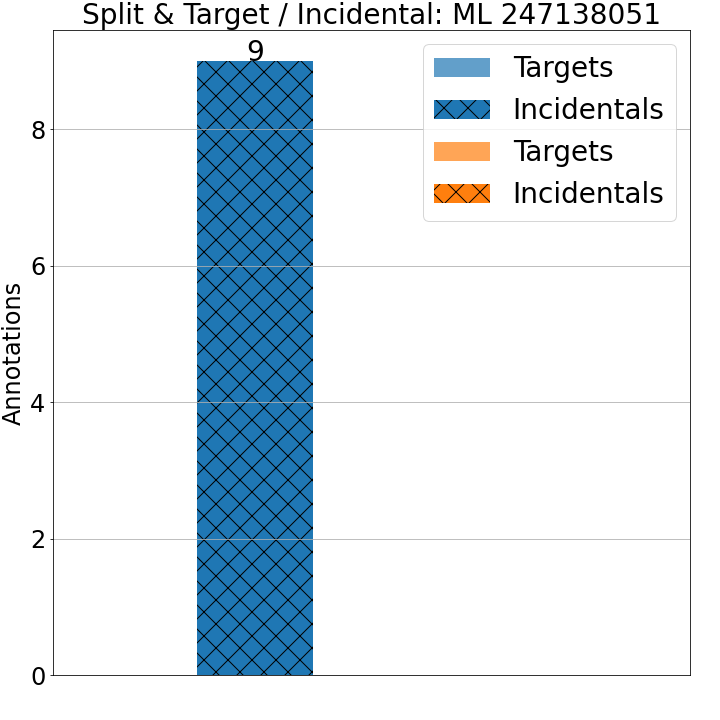 Split & Target / Incidental: ML 247138051
9
Targets
Incidentals
Targets
Incidentals
8
6
4
2
0
Annotations